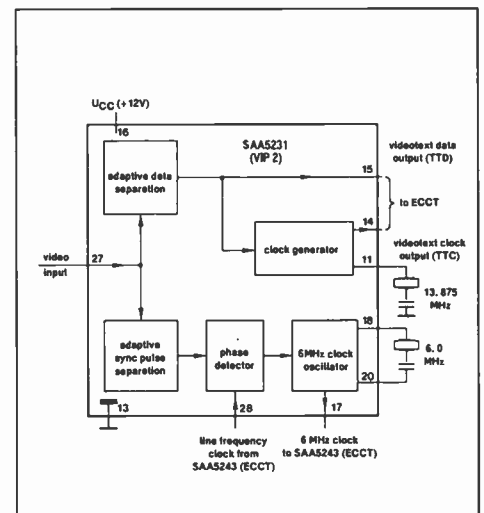 UCC (+12V)
16
SAA5231
(VIP 2)
videotext data
output (TTD)
15
adaptive data
separetion
to ECCT
14
clock generator
videotext clock
output (TTC)
11
video
input
27
13.875
MHz
18
adaptive
sync pulse
separetion
phase
detector
6MHz clock
oscillator
6.0
MHz
20
13
28
17
line frequency
clock from
SAA5243 (ECCT)
6 MHz clock
to SAA5243 (ECCT)